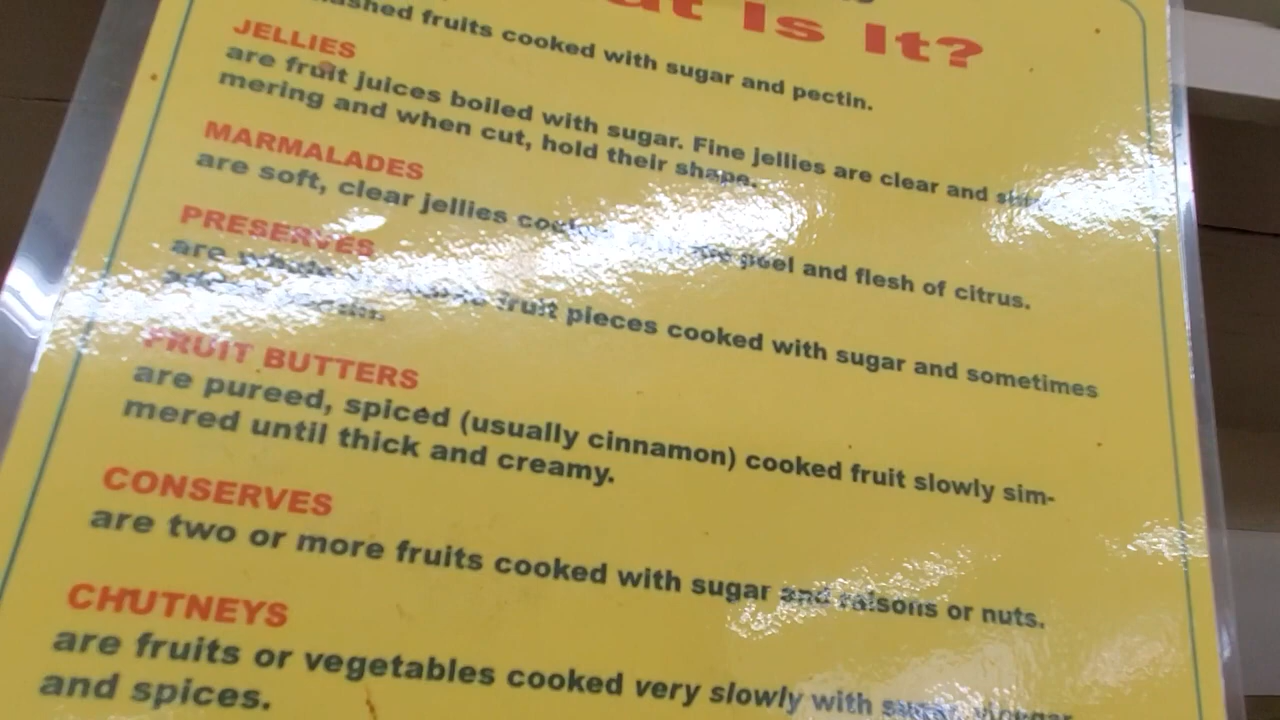 is It?
fruits cooked with sugar and pectin.
JELLIES
are fruit juices boiled with sugar. Fine jellies are clear and
mering and when cut, hold their shape.
MARMALADES
are soft, clear jellies peel and flesh of citrus.
PRESERVES
are fruit pieces cooked with sugar and sometimes
FRUIT BUTTERS
are pureed, spiced (usually cinnamon) cooked fruit slowly sim-
mered until thick and creamy.
CONSERVES
are two or more fruits cooked with sugar and raisons or nuts.
CHUTNEYS
are fruits or vegetables cooked very slowly with sugar, vinegar
and spices.